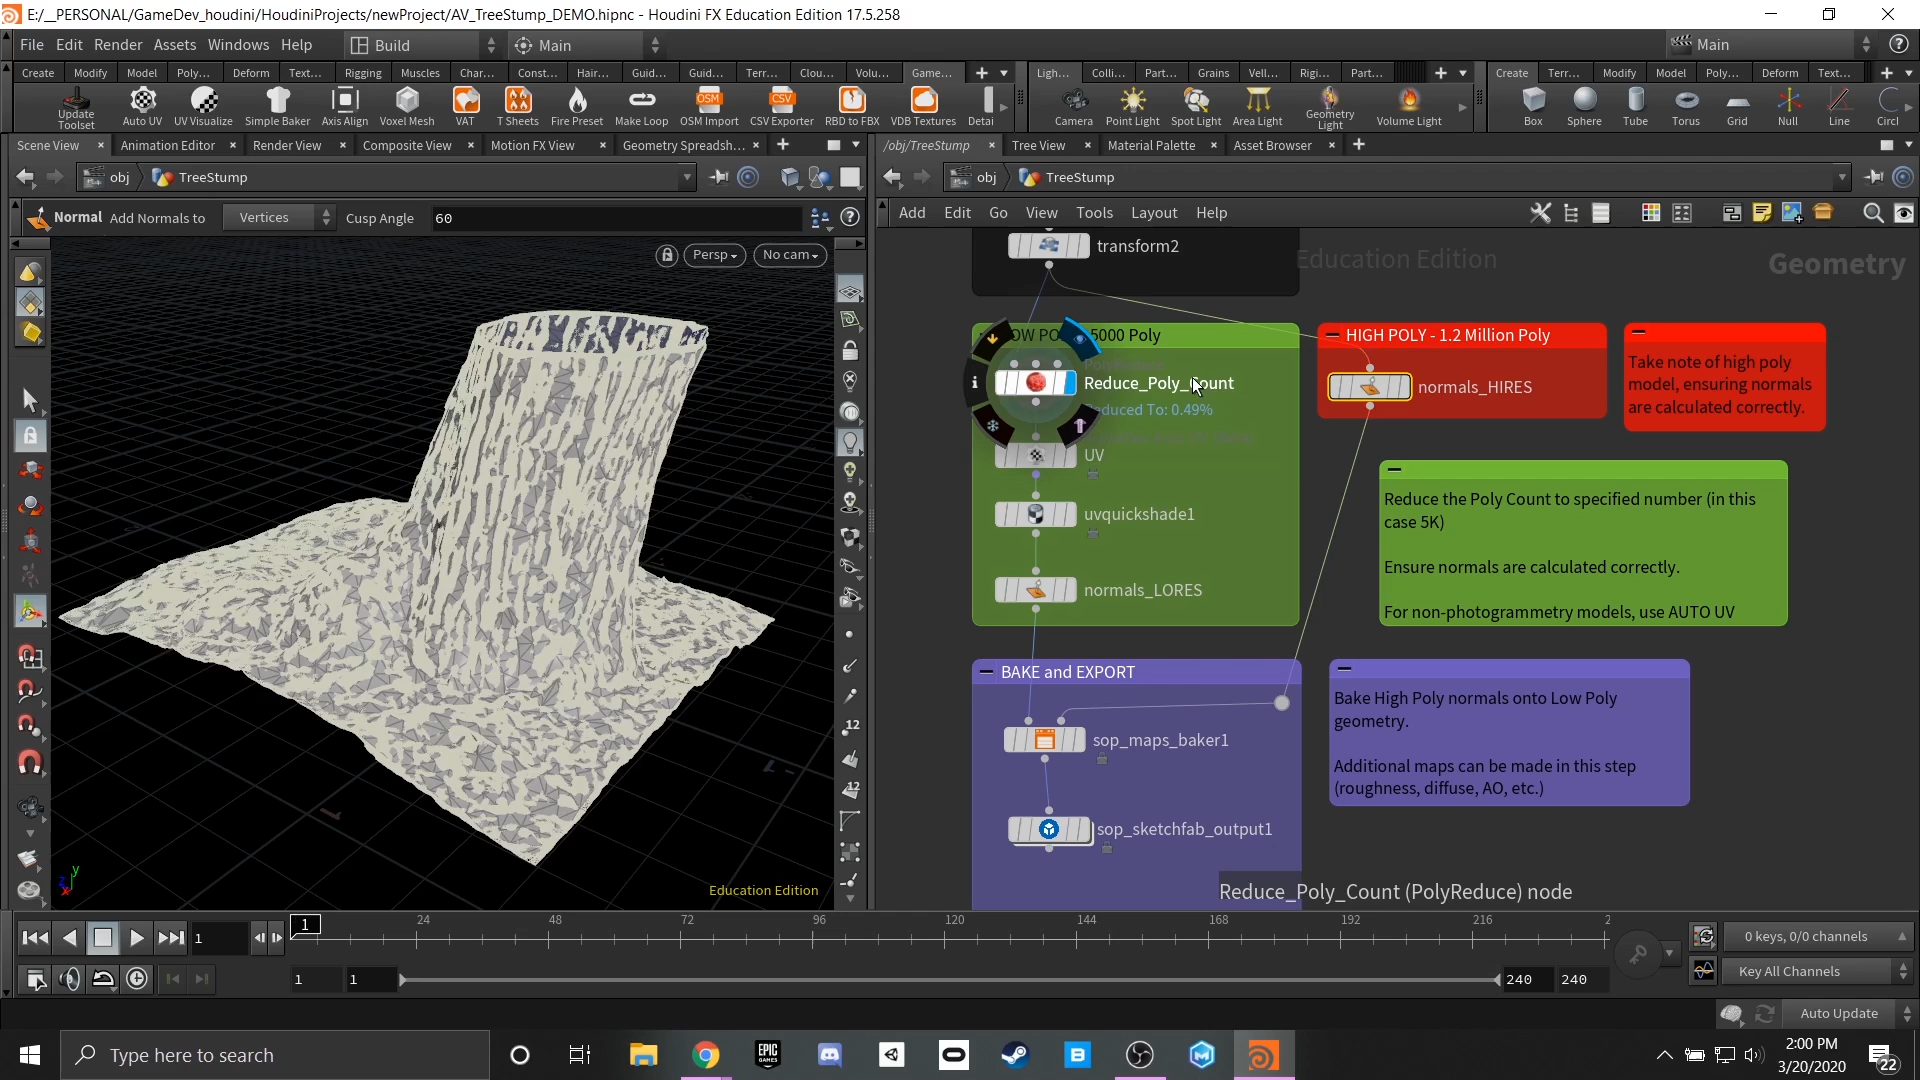 E:/__PERSONAL/GameDev_houdini/HoudiniProjects/newProject/AV_TreeStump_DEMO.hipnc - Houdini FX Education Edition 17.5.258
File Edit Render Assets Windows Help
Build
Main
Main
Create Modify Model Poly... Deform Text... Rigging Muscles Char... Const... Hair... Guid... Guid... Terr... Clou... Volu... Game...
Ligh... Colli... Part... Grains Vell... Rigi... Part...
Create Terr... Modify Model Poly... Deform Text...
Update Toolset
Auto UV
UV Visualize
Simple Baker
Axis Align
Voxel Mesh
VAT
T Sheets
Fire Preset
Make Loop
OSM
OSM Import
CSV
CSV Exporter
RBD to FBX
VDB Textures
Detai
Camera
Point Light
Spot Light
Area Light
Geometry Light
Volume Light
Box
Sphere
Tube
Torus
Grid
Null
Line
Circl
Scene View
Animation Editor
Render View
Composite View
Motion FX View
Geometry Spreadsh...
/obj/TreeStump
Tree View
Material Palette
Asset Browser
obj
TreeStump
obj
TreeStump
Normal Add Normals to
Vertices
Cusp Angle
60
Add Edit Go View Tools Layout Help
Persp
No cam
transform2
Education Edition
Geometry
5000 Poly
Reduce_Poly_Count
educed To: 0.49%
UV
uvquickshade1
normals_LORES
HIGH POLY - 1.2 Million Poly
normals_HIRES
Take note of high poly
model, ensuring normals
are calculated correctly.
Reduce the Poly Count to specified number (in this
case 5K)
Ensure normals are calculated correctly.
For non-photogrammetry models, use AUTO UV
BAKE and EXPORT
sop_maps_baker1
sop_sketchfab_output1
Bake High Poly normals onto Low Poly
geometry.
Additional maps can be made in this step
(roughness, diffuse, AO, etc.)
Reduce_Poly_Count (PolyReduce) node
12
12
y
z
x
Education Edition
1
1
24 48 72 96 120 144 168 192 216 2
0 keys, 0/0 channels
1
1
240
240
Key All Channels
Auto Update
Type here to search
EPIC
GAMES
2:00 PM
3/20/2020
22